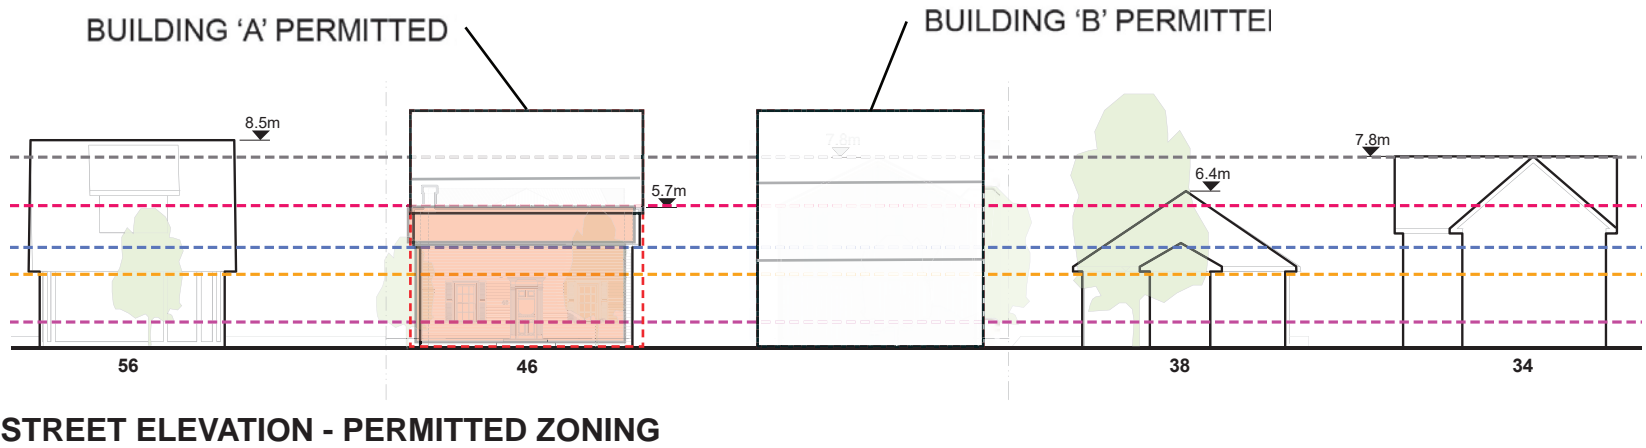 BUILDING ‘A’ PERMITTED
BUILDING ‘B’ PERMITTE
8.5m
7.8m
7.8m
6.4m
5.7m
56
46
38
34
STREET ELEVATION - PERMITTED ZONING